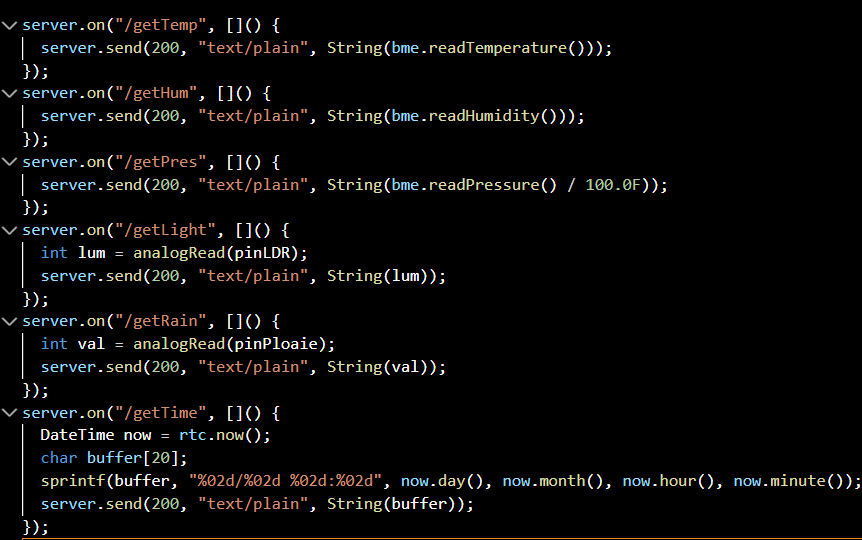 server.on("/getTemp", []() {
server.send(200, "text/plain", String(bme.readTemperature()));
});
server.on("/getHum", []() {
server.send(200, "text/plain", String(bme.readHumidity()));
});
server.on("/getPres", []() {
server.send(200, "text/plain", String(bme.readPressure() / 100.0F));
});
server.on("/getLight", []() {
int lum = analogRead(pinLDR);
server.send(200, "text/plain", String(lum));
});
server.on("/getRain", []() {
int val = analogRead(pinPloaie);
server.send(200, "text/plain", String(val));
});
server.on("/getTime", []() {
DateTime now = rtc.now();
char buffer[20];
sprintf(buffer, "%02d/%02d %02d:%02d", now.day(), now.month(), now.hour(), now.minute());
server.send(200, "text/plain", String(buffer));
});